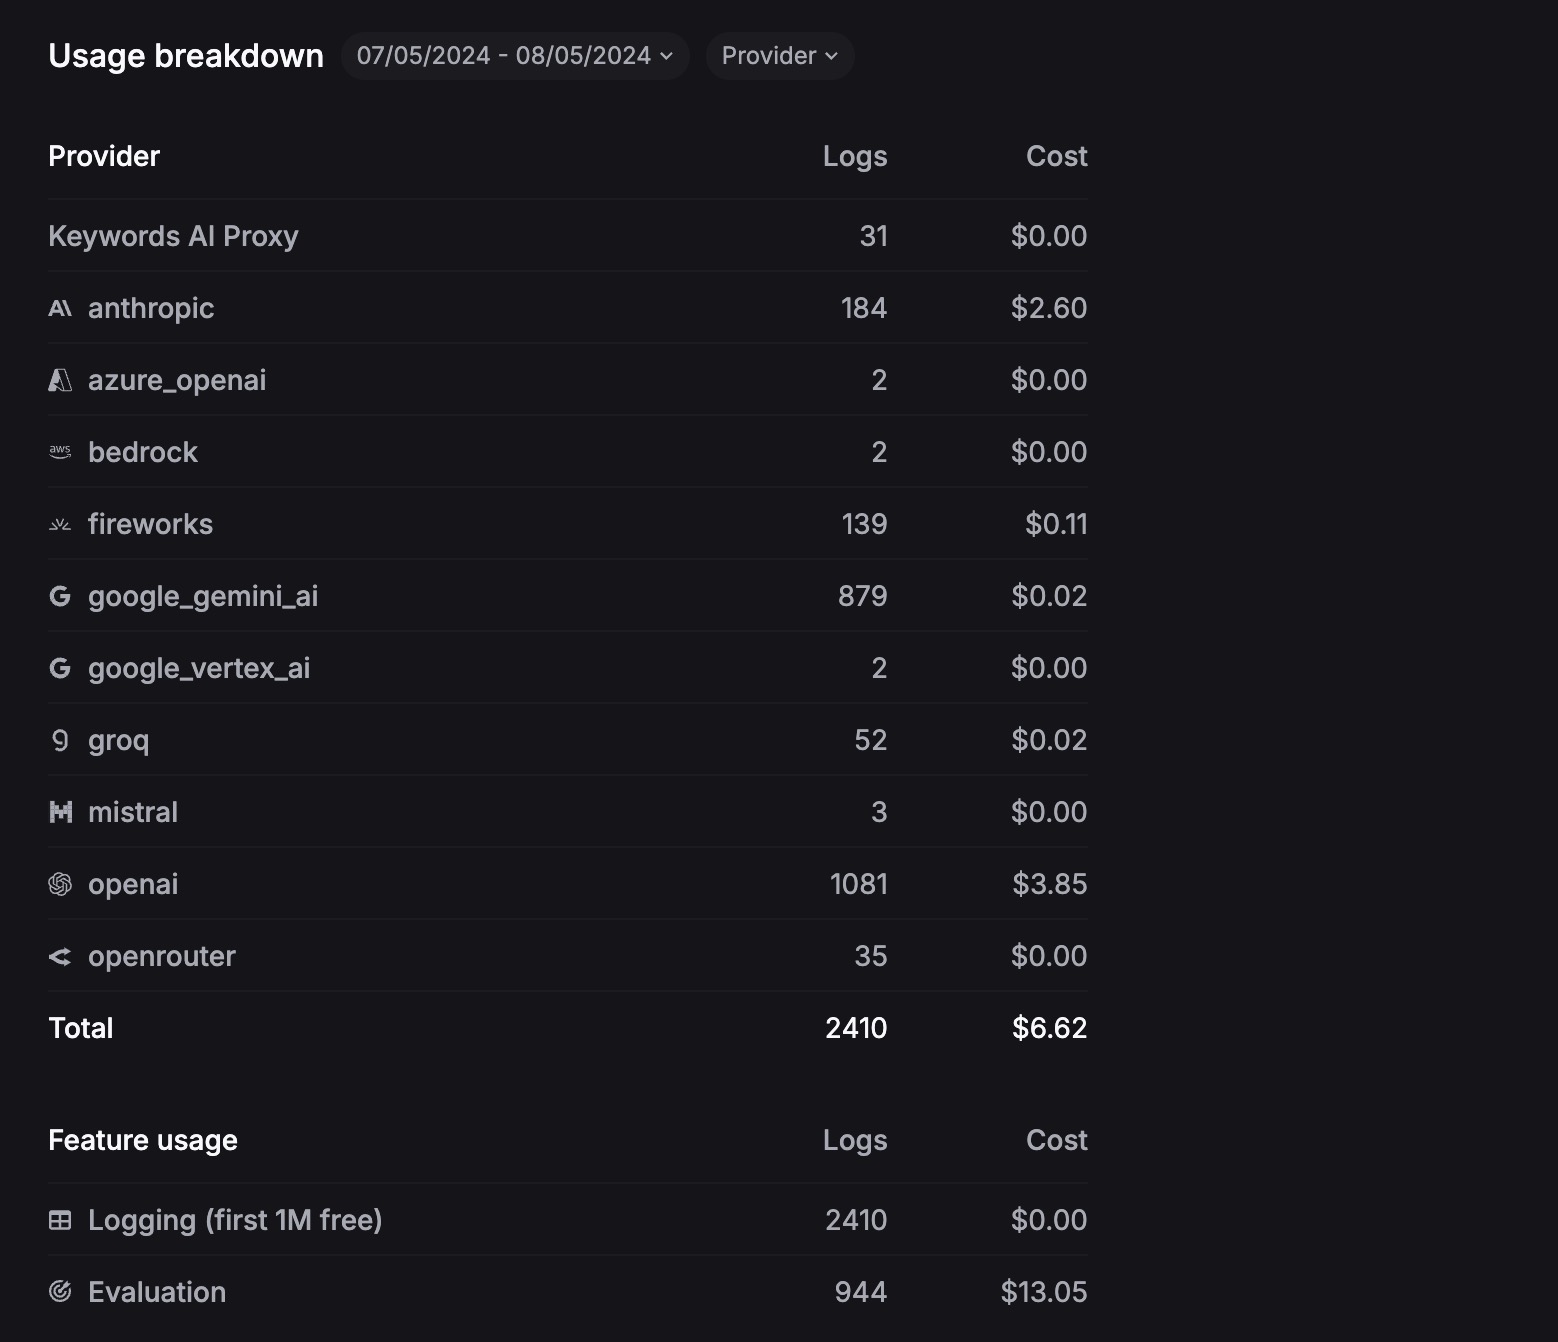 Usage breakdown 07/05/2024 - 08/05/2024 Provider
Provider Logs Cost
Keywords AI Proxy 31 $0.00
anthropic 184 $2.60
azure_openai 2 $0.00
aws bedrock 2 $0.00
fireworks 139 $0.11
google_gemini_ai 879 $0.02
google_vertex_ai 2 $0.00
groq 52 $0.02
mistral 3 $0.00
openai 1081 $3.85
openrouter 35 $0.00
Total 2410 $6.62
Feature usage Logs Cost
Logging (first 1M free) 2410 $0.00
Evaluation 944 $13.05